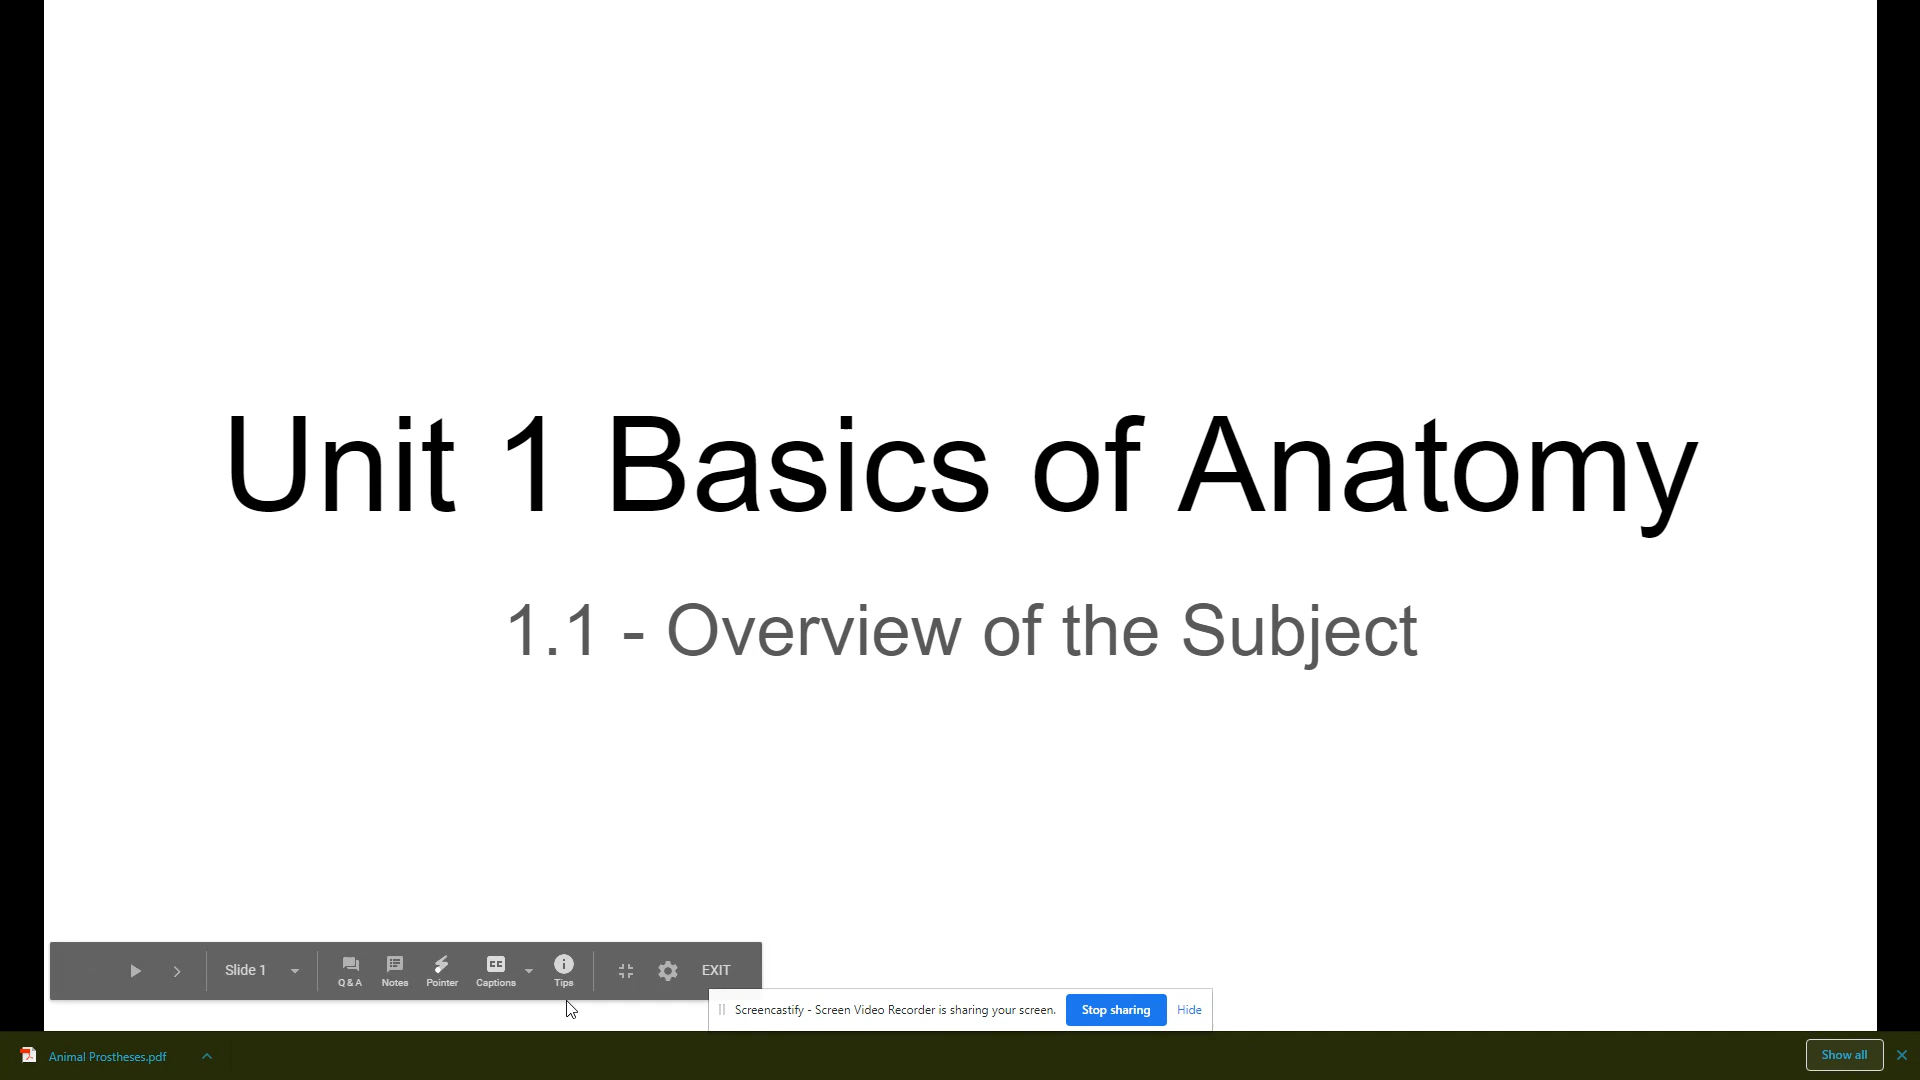 Unit 1 Basics of Anatomy
1.1 - Overview of the Subject
Slide 1
Q & A
Notes
Pointer
CC
Captions
Tips
EXIT
Screencastify - Screen Video Recorder is sharing your screen.
Stop sharing
Hide
Animal Prostheses.pdf
Show all